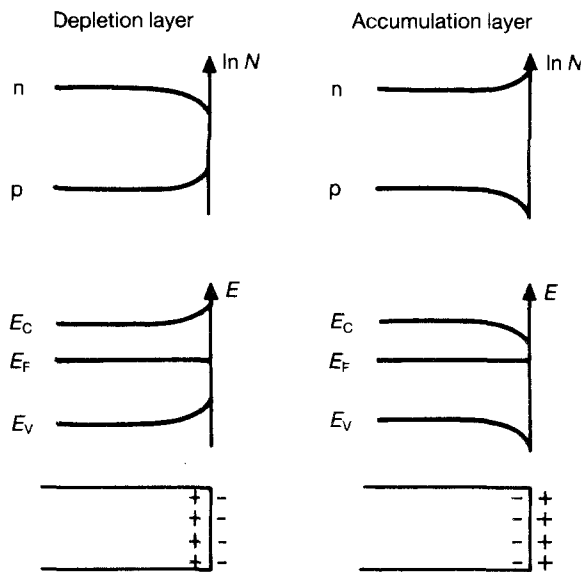 Depletion layer
Accumulation layer
ln N
n
p
ln N
n
p
E
E_C
E_F
E_V
E
E_C
E_F
E_V
+ -
+ -
+ -
+ -
- +
- +
- +
- +